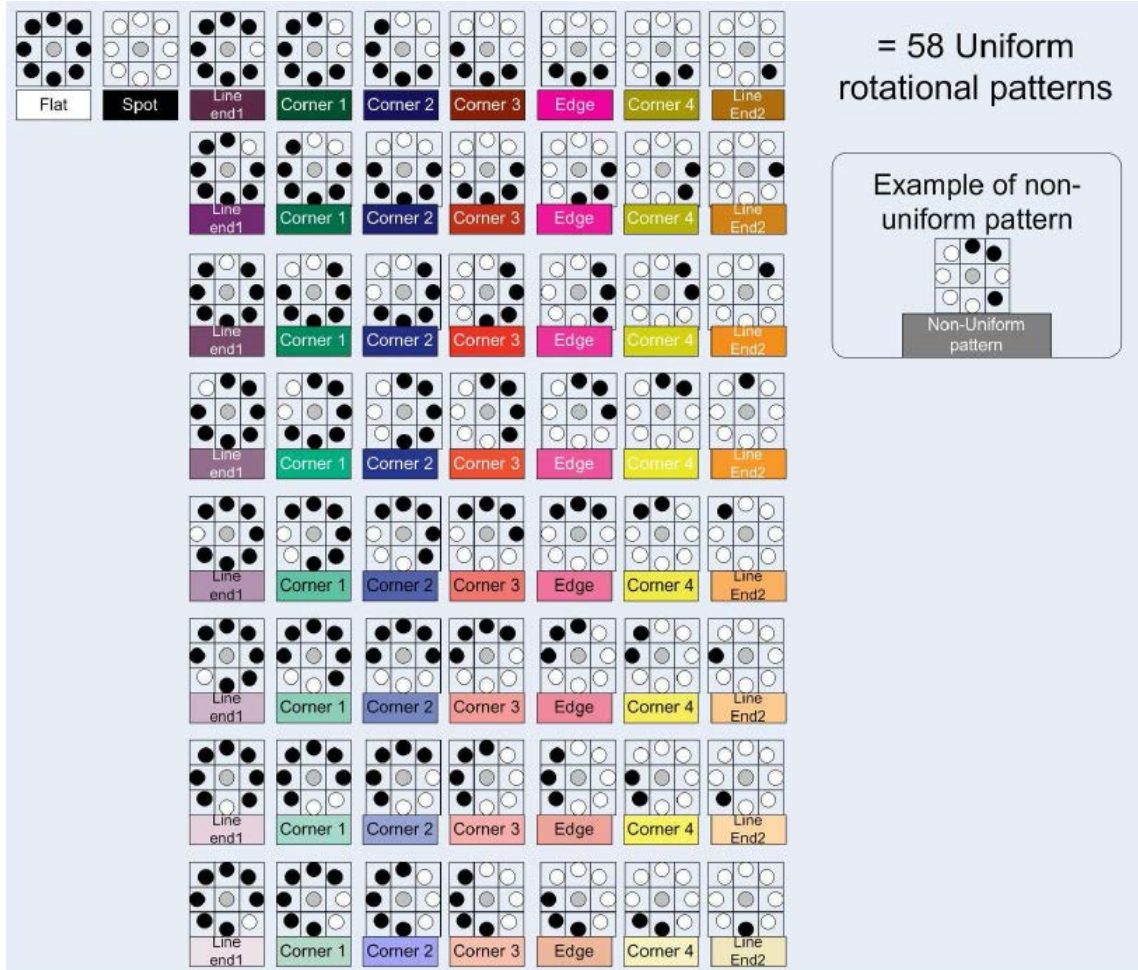 = 58 Uniform
rotational patterns
Flat Spot Line end1 Corner 1 Corner 2 Corner 3 Edge Corner 4 Line End2
Line end1 Corner 1 Corner 2 Corner 3 Edge Corner 4 Line End2
Example of non-
uniform pattern
Non-Uniform
pattern
Line end1 Corner 1 Corner 2 Corner 3 Edge Corner 4 Line End2
Line end1 Corner 1 Corner 2 Corner 3 Edge Corner 4 Line End2
Line end1 Corner 1 Corner 2 Corner 3 Edge Corner 4 Line End2
Line end1 Corner 1 Corner 2 Corner 3 Edge Corner 4 Line End2
Line end1 Corner 1 Corner 2 Corner 3 Edge Corner 4 Line End2
Line end1 Corner 1 Corner 2 Corner 3 Edge Corner 4 Line End2